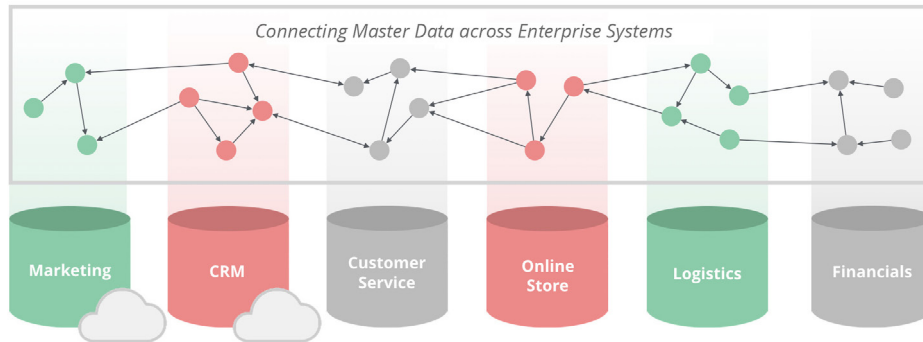 Connecting Master Data across Enterprise Systems
Marketing
CRM
Customer
Service
Online
Store
Logistics
Financials